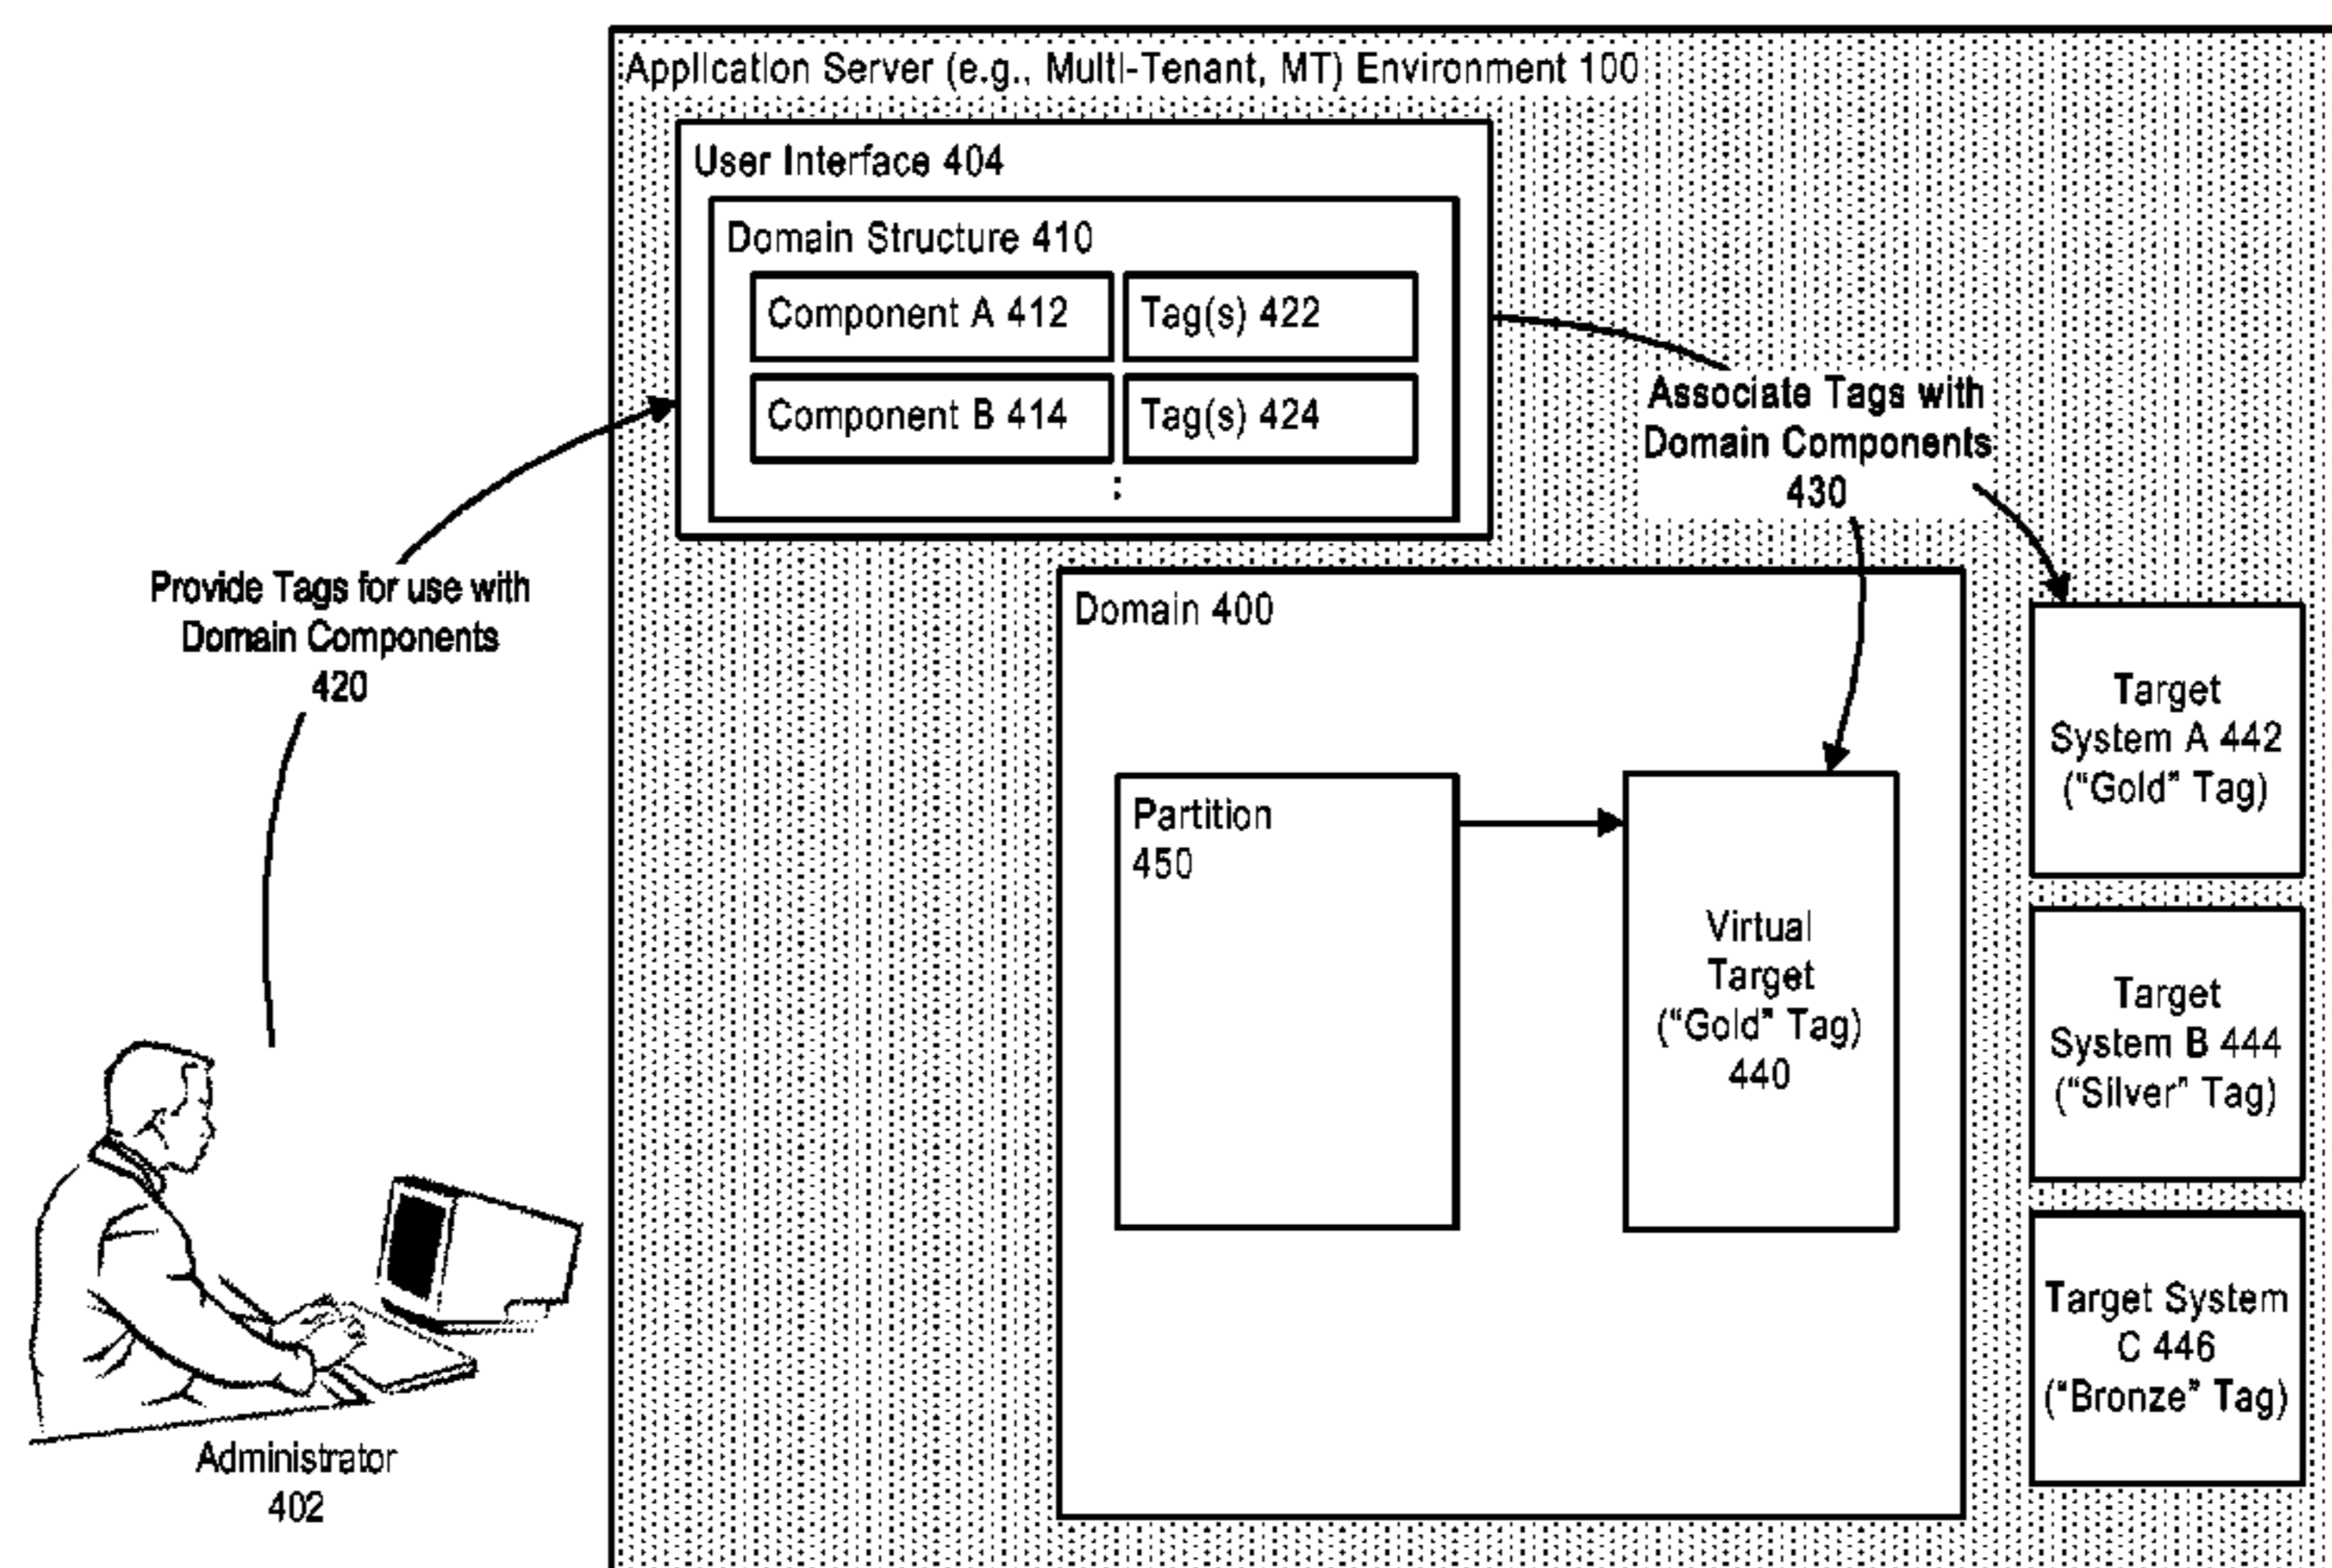 Application Server (e.g., Multi-Tenant, MT) Environment 100
User Interface 404
Domain Structure 410
Component A 412
Tag(s) 422
Component B 414
Tag(s) 424
:
Associate Tags with
Domain Components
430
Provide Tags for use with
Domain Components
420
Domain 400
Partition
450
Virtual
Target
("Gold" Tag)
440
Target
System A 442
("Gold" Tag)
Target
System B 444
("Silver" Tag)
Target System
C 446
("Bronze" Tag)
Administrator
402